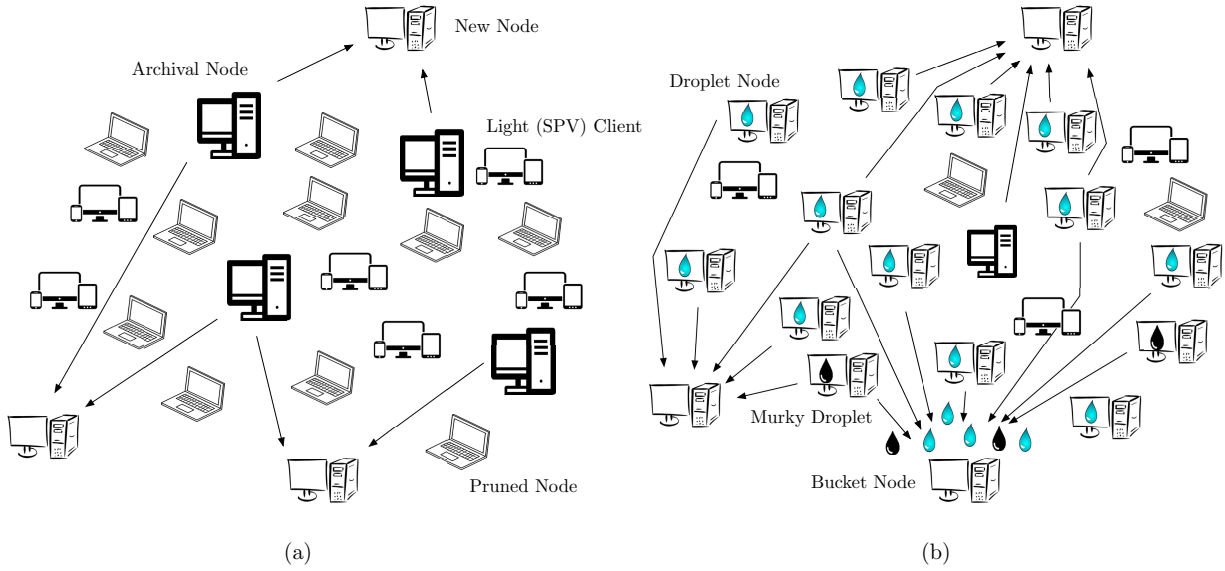 New Node
Archival Node
Light (SPV) Client
Pruned Node
(a)
Droplet Node
Murky Droplet
Bucket Node
(b)